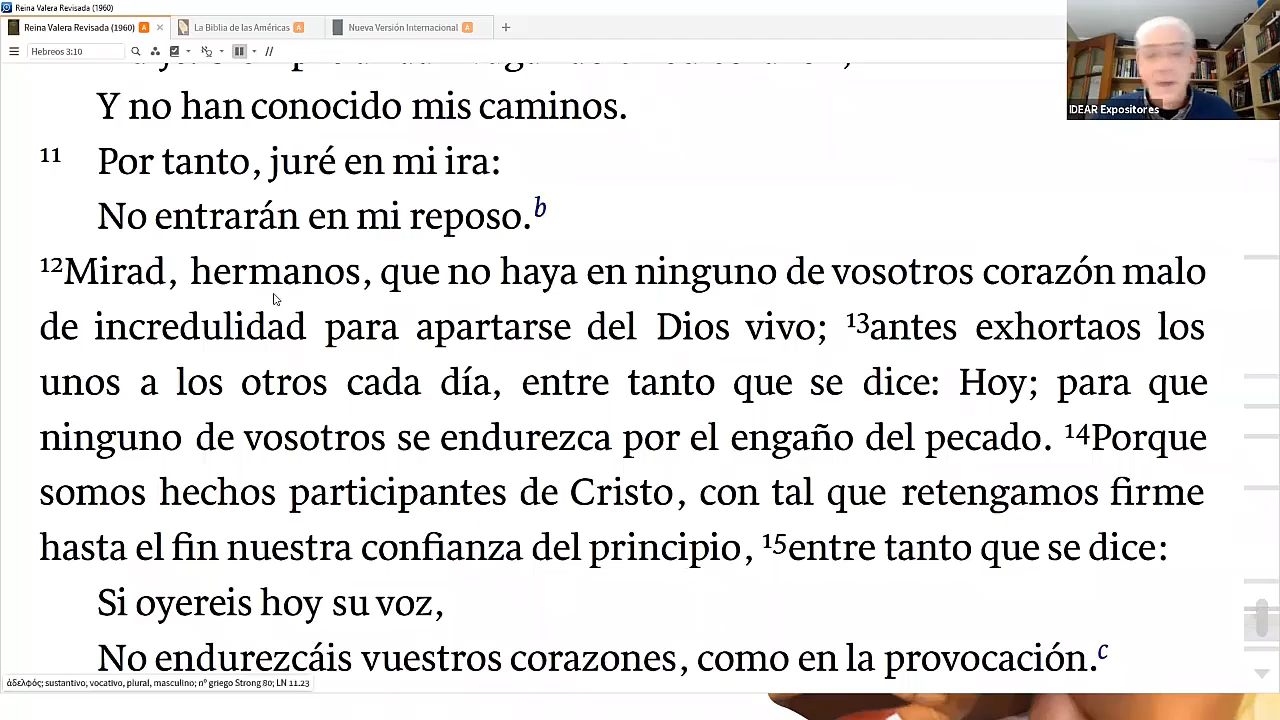 Reina Valera Revisada (1960)
Reina Valera Revisada (1960) A × La Biblia de las Américas A Nueva Versión Internacional A +
Hebreos 3:10
IDEAR Expositores
Y no han conocido mis caminos.
11 Por tanto, juré en mi ira:
No entrarán en mi reposo.b
12Mirad, hermanos, que no haya en ninguno de vosotros corazón malo
de incredulidad para apartarse del Dios vivo; 13antes exhortaos los
unos a los otros cada día, entre tanto que se dice: Hoy; para que
ninguno de vosotros se endurezca por el engaño del pecado. 14Porque
somos hechos participantes de Cristo, con tal que retengamos firme
hasta el fin nuestra confianza del principio, 15entre tanto que se dice:
Si oyereis hoy su voz,
No endurezcáis vuestros corazones, como en la provocación.c
ἀδελφός; sustantivo, vocativo, plural, masculino; nº griego Strong 80; LN 11.23